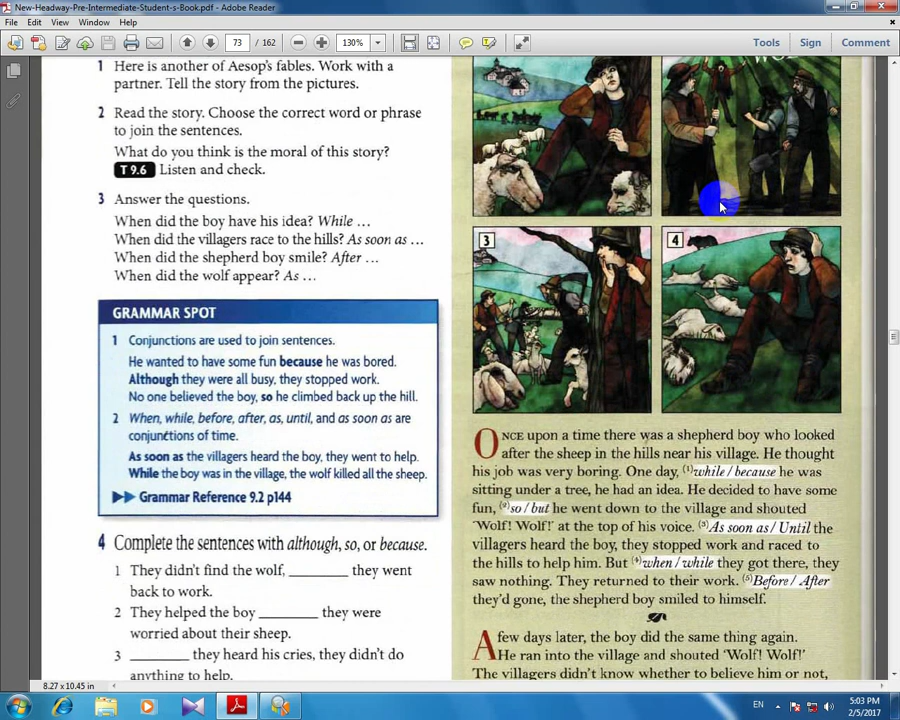 New-Headway-Pre-Intermediate-Student-s-Book.pdf - Adobe Reader
File Edit View Window Help
73 / 162 130% Tools Sign Comment
1 Here is another of Aesop's fables. Work with a
partner. Tell the story from the pictures.
2 Read the story. Choose the correct word or phrase
to join the sentences.
What do you think is the moral of this story?
T 9.6 Listen and check.
3 Answer the questions.
When did the boy have his idea? While ...
When did the villagers race to the hills? As soon as ...
When did the shepherd boy smile? After ...
When did the wolf appear? As ...
GRAMMAR SPOT
1 Conjunctions are used to join sentences.
He wanted to have some fun because he was bored.
Although they were all busy, they stopped work.
No one believed the boy, so he climbed back up the hill.
2 When, while, before, after, as, until, and as soon as are
conjunctions of time.
As soon as the villagers heard the boy, they went to help.
While the boy was in the village, the wolf killed all the sheep.
Grammar Reference 9.2 p144
4 Complete the sentences with although, so, or because.
1 They didn't find the wolf, ________ they went
back to work.
2 They helped the boy ________ they were
worried about their sheep.
3 ________ they heard his cries, they didn't do
anything to help.
3
4
ONCE upon a time there was a shepherd boy who looked
after the sheep in the hills near his village. He thought
his job was very boring. One day, (1)while / because he was
sitting under a tree, he had an idea. He decided to have some
fun, (2)so / but he went down to the village and shouted
'Wolf! Wolf!' at the top of his voice. (3)As soon as / Until the
villagers heard the boy, they stopped work and raced to
the hills to help him. But (4)when / while they got there, they
saw nothing. They returned to their work. (5)Before / After
they'd gone, the shepherd boy smiled to himself.
A few days later, the boy did the same thing again.
He ran into the village and shouted 'Wolf! Wolf!'
The villagers didn't know whether to believe him or not,
8.27 x 10.45 in
EN
5:03 PM
2/5/2017